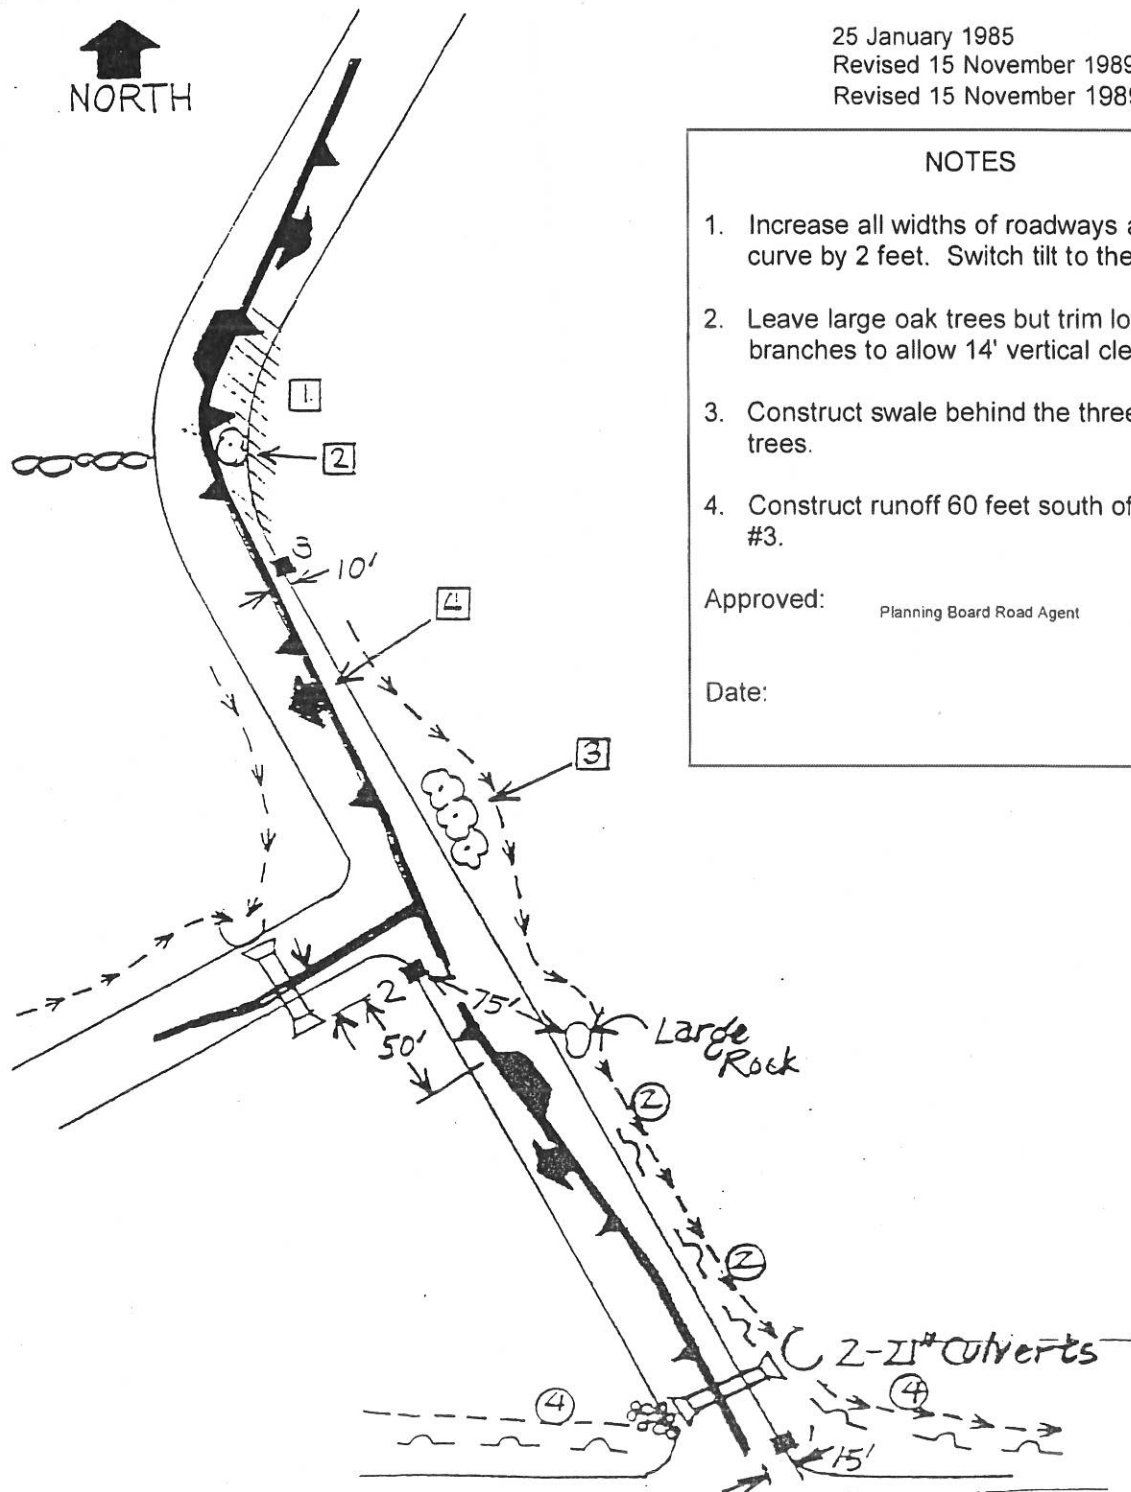 NORTH
25 January 1985
Revised 15 November 1989
Revised 15 November 198
NOTES
1. Increase all widths of roadways
curve by 2 feet. Switch tilt to the
2. Leave large oak trees but trim
branches to allow 14' vertical
3. Construct swale behind the three
trees.
4. Construct runoff 60 feet south of
#3.
Approved: Planning Board Road Agent
Date:
1
2
3
10'
4
3
2
75'
50'
Large
Rock
2
2
2-21" Culverts
4
4
1
15'